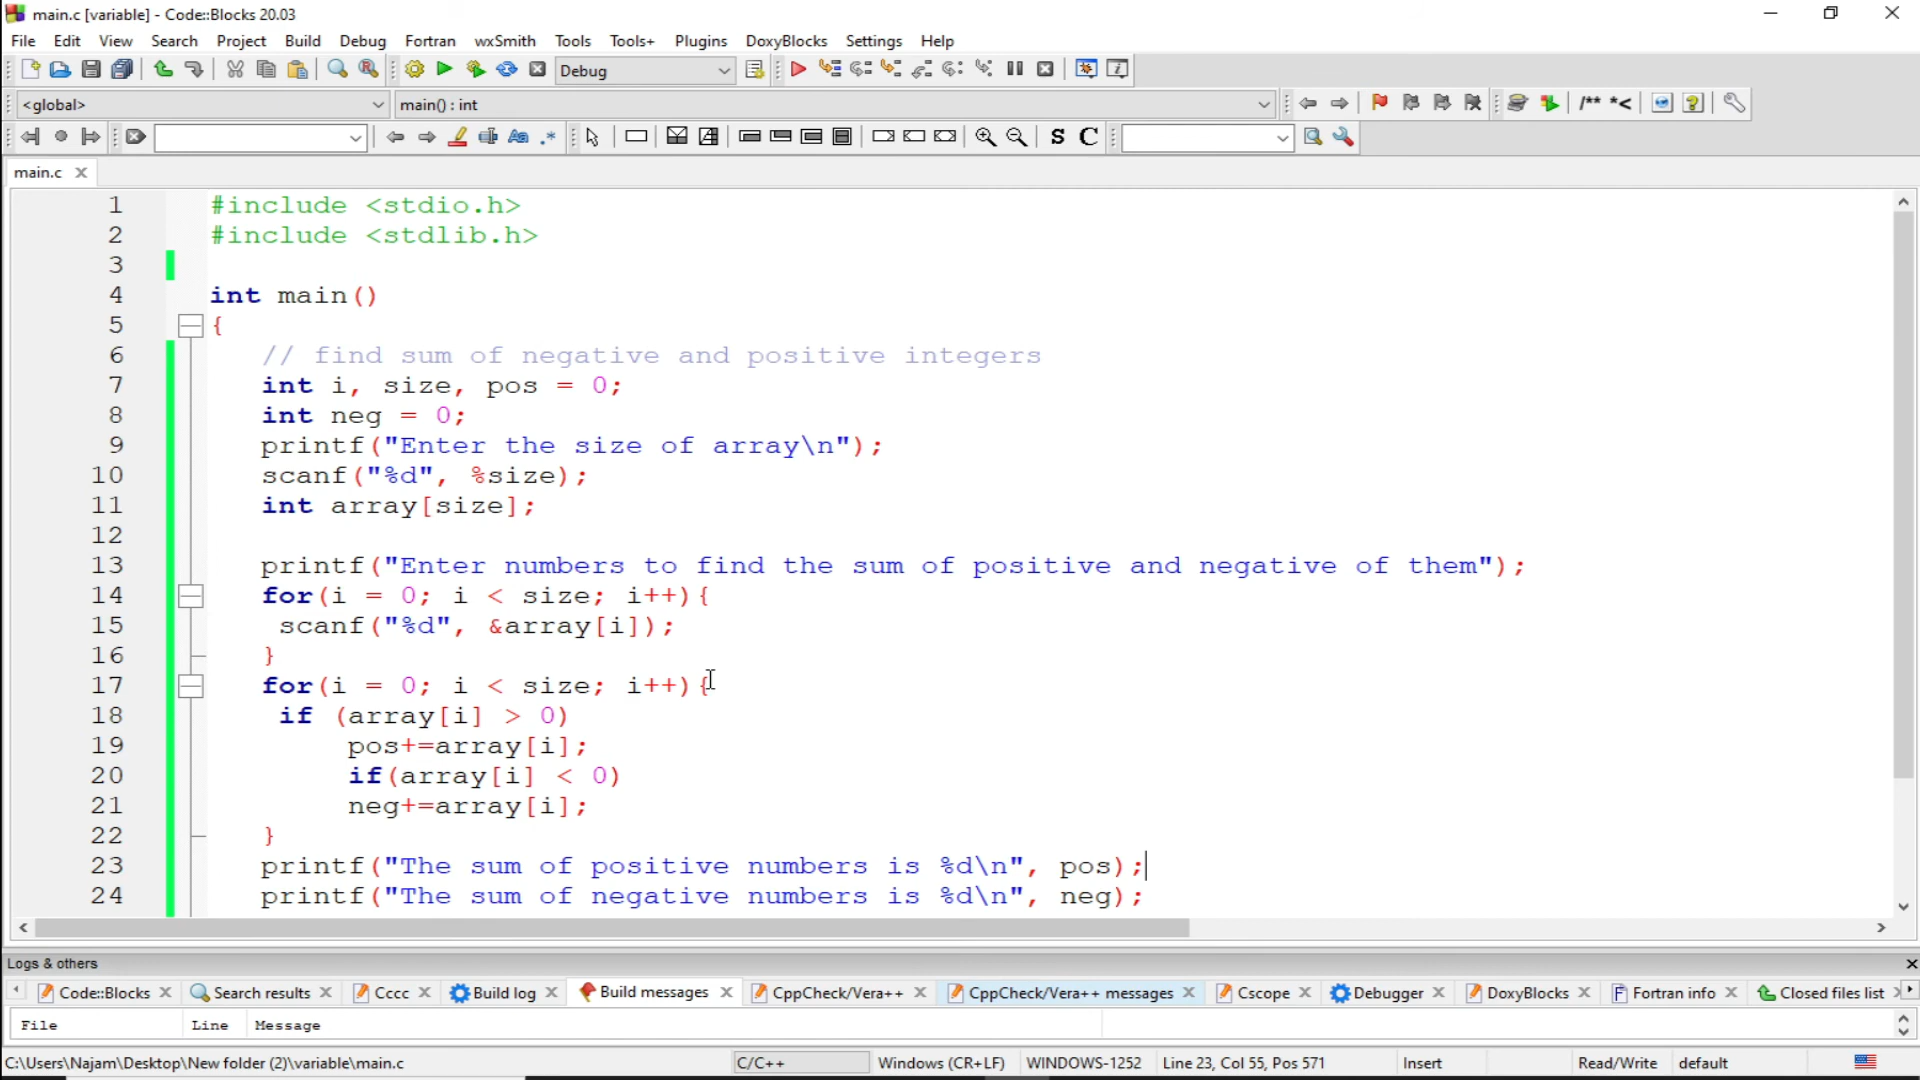 main.c [variable] - Code::Blocks 20.03
File Edit View Search Project Build Debug Fortran wxSmith Tools Tools+ Plugins DoxyBlocks Settings Help
Debug
<global> main() : int /** *<
S C
main.c
1 #include <stdio.h>
2 #include <stdlib.h>
3
4 int main()
5 {
6 // find sum of negative and positive integers
7 int i, size, pos = 0;
8 int neg = 0;
9 printf("Enter the size of array\n");
10 scanf("%d", %size);
11 int array[size];
12
13 printf("Enter numbers to find the sum of positive and negative of them");
14 for(i = 0; i < size; i++){
15 scanf("%d", &array[i]);
16 }
17 for(i = 0; i < size; i++){
18 if (array[i] > 0)
19 pos+=array[i];
20 if(array[i] < 0)
21 neg+=array[i];
22 }
23 printf("The sum of positive numbers is %d\n", pos);
24 printf("The sum of negative numbers is %d\n", neg);
Logs & others
Code::Blocks Search results Cccc Build log Build messages CppCheck/Vera++ CppCheck/Vera++ messages Cscope Debugger DoxyBlocks Fortran info Closed files list
File Line Message
C:\Users\Najam\Desktop\New folder (2)\variable\main.c C/C++ Windows (CR+LF) WINDOWS-1252 Line 23, Col 55, Pos 571 Insert Read/Write default